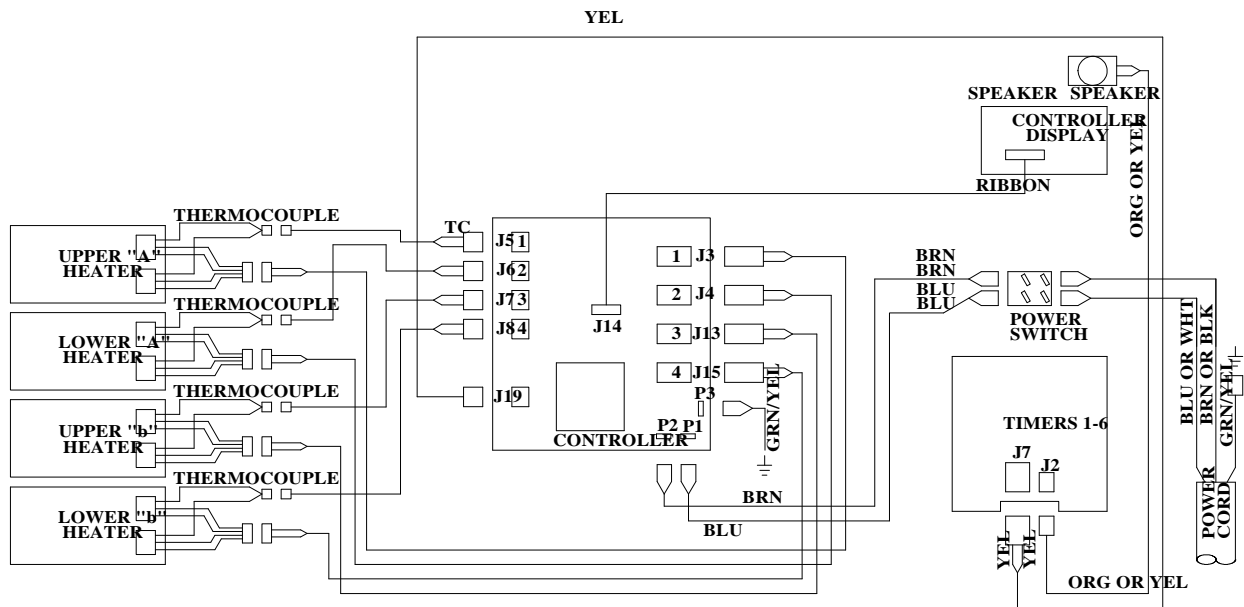 YEL
SPEAKER
SPEAKER
CONTROLLER
DISPLAY
RIBBON
ORG OR YEL
THERMOCOUPLE
UPPER "A"
HEATER
THERMOCOUPLE
LOWER "A"
HEATER
THERMOCOUPLE
UPPER "b"
HEATER
THERMOCOUPLE
LOWER "b"
HEATER
TC
J5 1
J6 2
J7 3
J8 4
J19
J14
1 J3
2 J4
3 J13
4 J15
P3
P2 P1
CONTROLLER
GRN/YEL
BRN
BLU
BRN
BRN
BLU
BLU
POWER
SWITCH
BLU OR WHT
BRN OR BLK
GRN/YEL
TIMERS 1-6
J7
J2
YEL
YEL
ORG OR YEL
POWER
CORD